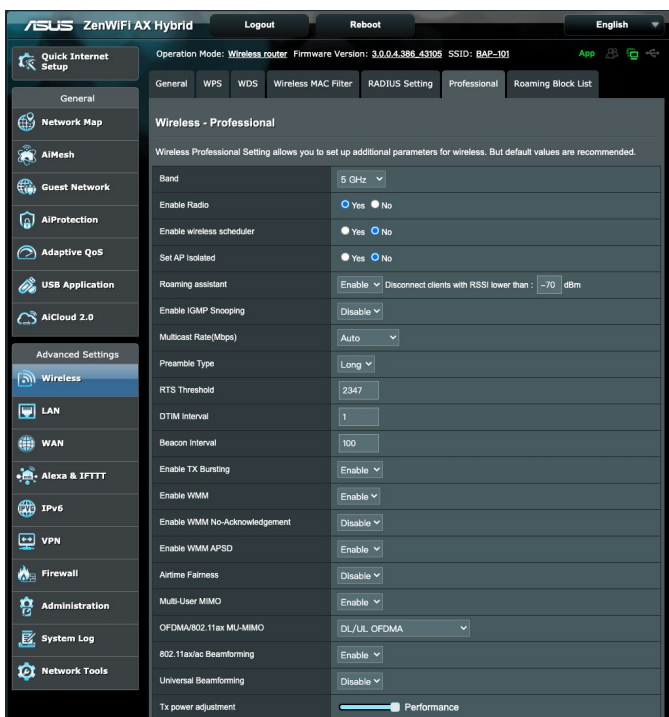 ASUS ZenWiFi AX Hybrid Logout Reboot English
Quick Internet Setup
Operation Mode: Wireless router Firmware Version: 3.0.0.4.386_43105 SSID: BAP-101 App
General WPS WDS Wireless MAC Filter RADIUS Setting Professional Roaming Block List
General
Network Map
AiMesh
Guest Network
AiProtection
Adaptive QoS
USB Application
AiCloud 2.0
Advanced Settings
Wireless
LAN
WAN
Alexa & IFTTT
IPv6
VPN
Firewall
Administration
System Log
Network Tools
Wireless - Professional
Wireless Professional Setting allows you to set up additional parameters for wireless. But default values are recommended.
Band 5 GHz
Enable Radio Yes No
Enable wireless scheduler Yes No
Set AP Isolated Yes No
Roaming assistant Enable Disconnect clients with RSSI lower than : -70 dBm
Enable IGMP Snooping Disable
Multicast Rate(Mbps) Auto
Preamble Type Long
RTS Threshold 2347
DTIM Interval 1
Beacon Interval 100
Enable TX Bursting Enable
Enable WMM Enable
Enable WMM No-Acknowledgement Disable
Enable WMM APSD Enable
Airtime Fairness Disable
Multi-User MIMO Enable
OFDMA/802.11ax MU-MIMO DL/UL OFDMA
802.11ax/ac Beamforming Enable
Universal Beamforming Disable
Tx power adjustment Performance